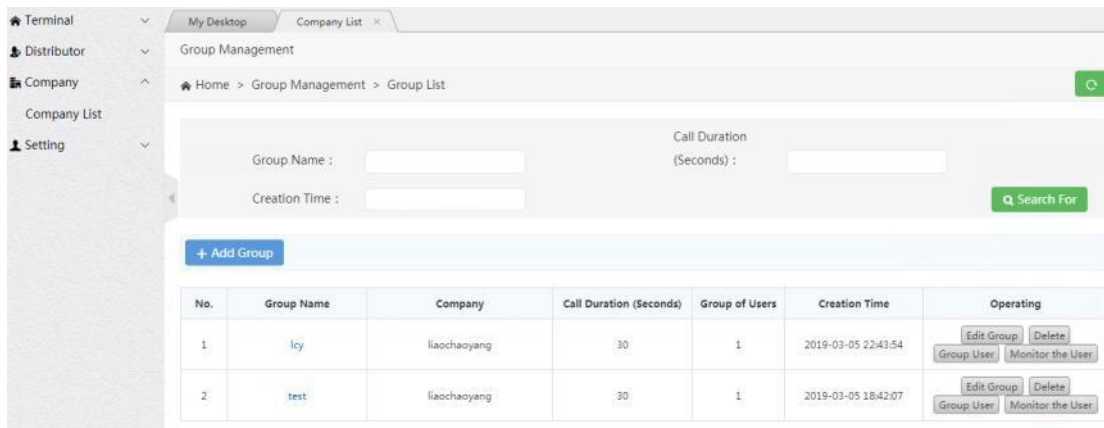 Terminal
Distributor
Company
Company List
Setting
My Desktop
Company List ×
Group Management
Home > Group Management > Group List
Call Duration
Group Name :
(Seconds) :
Creation Time :
Search For
+ Add Group
No. Group Name Company Call Duration (Seconds) Group of Users Creation Time Operating
1 lcy liaochaoyang 30 1 2019-03-05 22:43:54 Edit Group Delete
Group User Monitor the User
2 test liaochaoyang 30 1 2019-03-05 18:42:07 Edit Group Delete
Group User Monitor the User